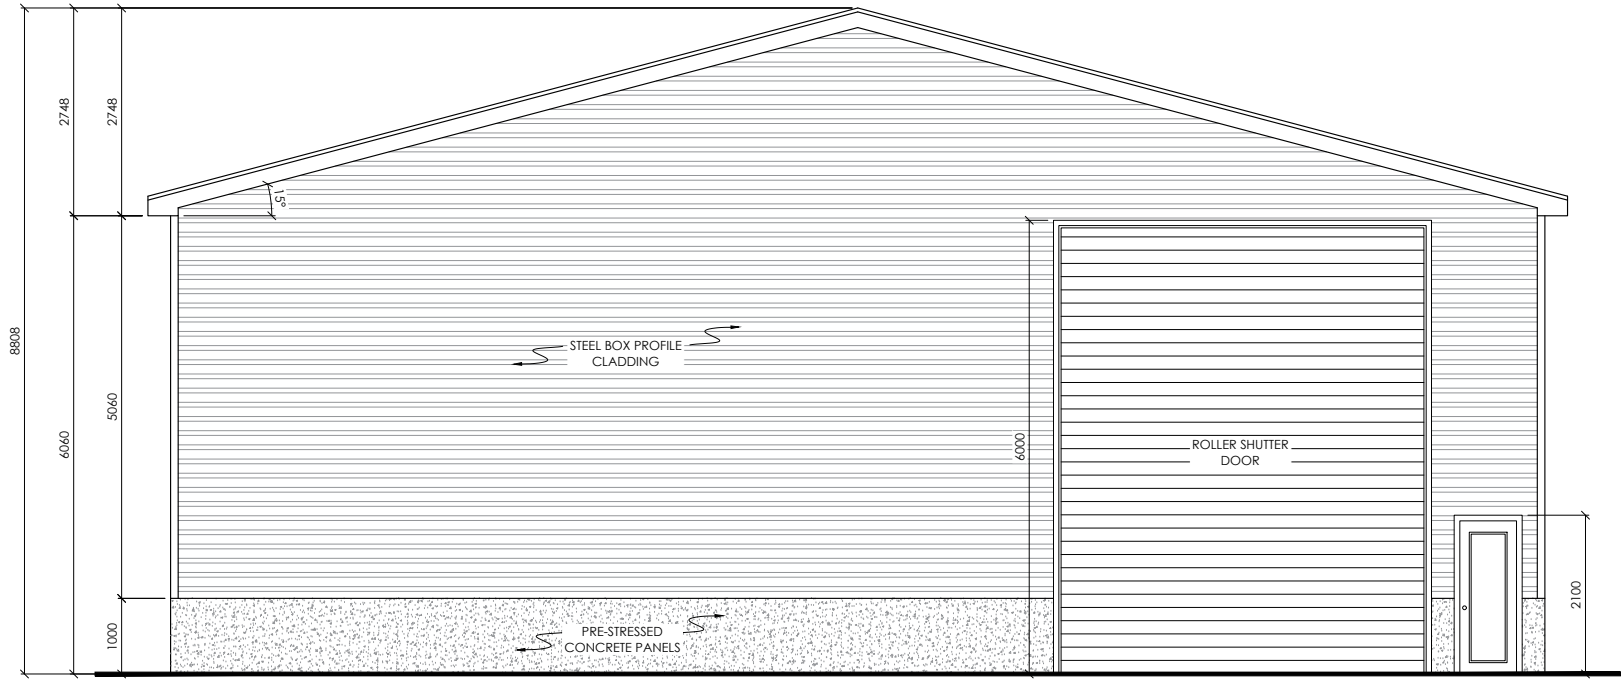 2748
2748
15°
8808
STEEL BOX PROFILE
CLADDING
5060
6060
6000
ROLLER SHUTTER
DOOR
2100
1000
PRE-STRESSED
CONCRETE PANELS